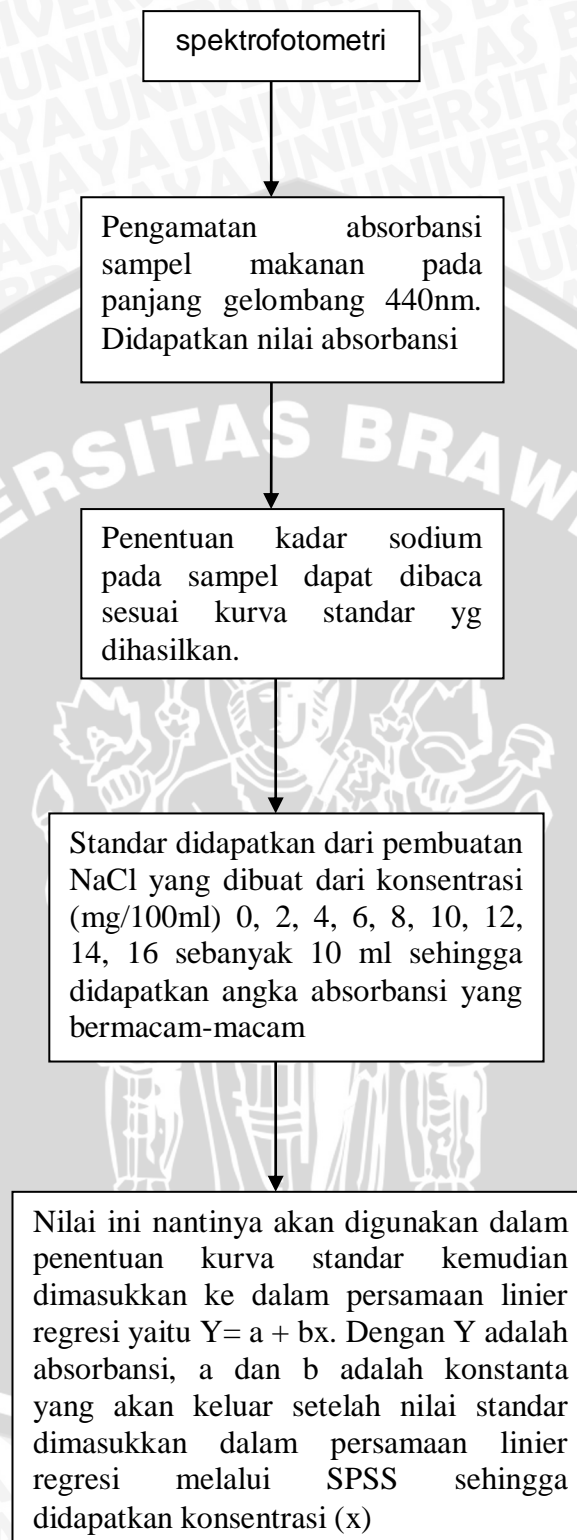 spektrofotometri
Pengamatan absorbansi
sampel makanan pada
panjang gelombang 440nm.
Didapatkan nilai absorbansi
ERSITAS BRAW
Penentuan kadar sodium
pada sampel dapat dibaca
sesuai kurva standar yg
dihasilkan.
Standar didapatkan dari pembuatan
NaCl yang dibuat dari konsentrasi
(mg/100ml) 0, 2, 4, 6, 8, 10, 12,
14, 16 sebanyak 10 ml sehingga
didapatkan angka absorbansi yang
bermacam-macam
Nilai ini nantinya akan digunakan dalam
penentuan kurva standar kemudian
dimasukkan ke dalam persamaan linier
regresi yaitu Y= a + bx. Dengan Y adalah
absorbansi, a dan b adalah konstanta
yang akan keluar setelah nilai standar
dimasukkan dalam persamaan linier
regresi melalui SPSS sehingga
didapatkan konsentrasi (x)